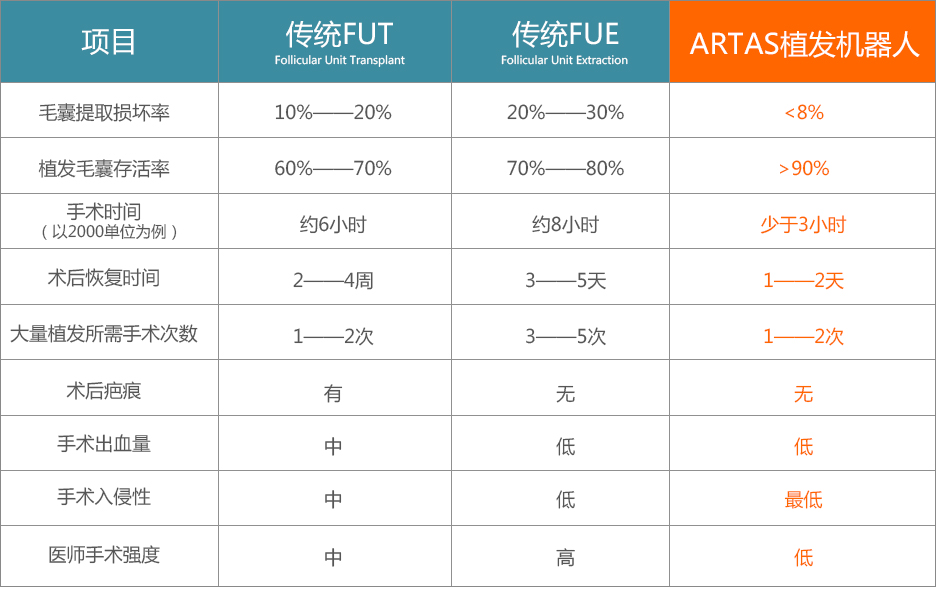 项目
传统FUT
Follicular Unit Transplant
传统FUE
Follicular Unit Extraction
ARTAS植发机器人
毛囊提取损坏率
10%——20%
20%——30%
<8%
植发毛囊存活率
60%——70%
70%——80%
>90%
手术时间
（以2000单位为例）
约6小时
约8小时
少于3小时
术后恢复时间
2——4周
3——5天
1——2天
大量植发所需手术次数
1——2次
3——5次
1——2次
术后疤痕
有
无
无
手术出血量
中
低
低
手术入侵性
中
低
最低
医师手术强度
中
高
低